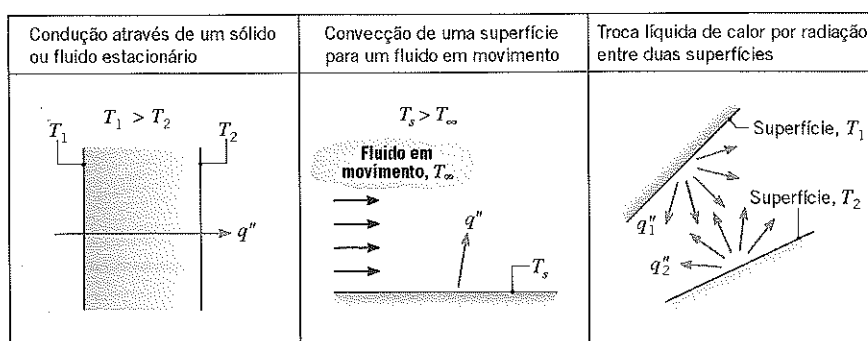 Condução através de um sólido
ou fluido estacionário
T₁ > T₂
T₁
T₂
q″
Convecção de uma superfície
para um fluido em movimento
Tₛ > T∞
Fluido em
movimento, T∞
q″
Tₛ
Troca líquida de calor por radiação
entre duas superfícies
Superfície, T₁
Superfície, T₂
q″₁
q″₂